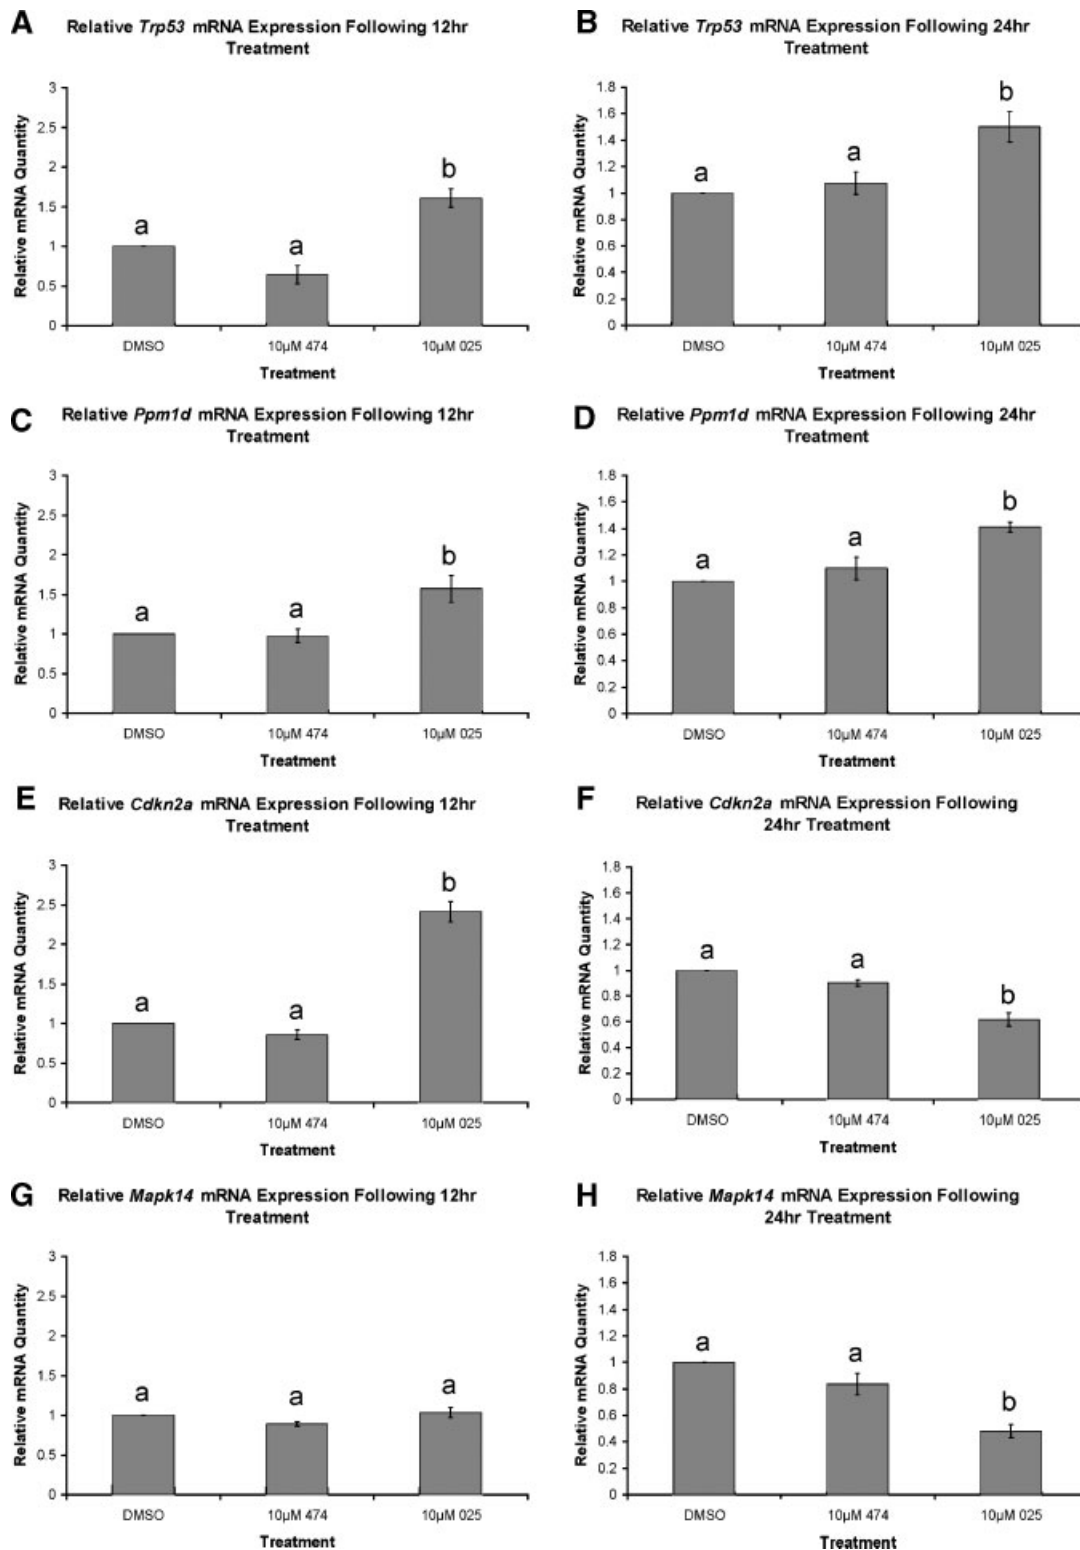 A Relative Trp53 mRNA Expression Following 12hr
Treatment
3
2.5
2
1.5
1
0.5
0
Relative mRNA Quantity
a
a
b
DMSO 10µM 474 10µM 025
Treatment
B Relative Trp53 mRNA Expression Following 24hr
Treatment
1.8
1.6
1.4
1.2
1
0.8
0.6
0.4
0.2
0
Relative mRNA Quantity
a
a
b
DMSO 10µM 474 10µM 025
Treatment
C Relative Ppm1d mRNA Expression Following 12hr
Treatment
3
2.5
2
1.5
1
0.5
0
Relative mRNA Quantity
a
a
b
DMSO 10µM 474 10µM 025
Treatment
D Relative Ppm1d mRNA Expression Following 24hr
Treatment
1.8
1.6
1.4
1.2
1
0.8
0.6
0.4
0.2
0
Relative mRNA Quantity
a
a
b
DMSO 10µM 474 10µM 025
Treatment
E Relative Cdkn2a mRNA Expression Following 12hr
Treatment
3
2.5
2
1.5
1
0.5
0
Relative mRNA Quantity
a
a
b
DMSO 10µM 474 10µM 025
Treatment
F Relative Cdkn2a mRNA Expression Following
24hr Treatment
1.8
1.6
1.4
1.2
1
0.8
0.6
0.4
0.2
0
Relative mRNA Quantity
a
a
b
DMSO 10µM 474 10µM 025
Treatment
G Relative Mapk14 mRNA Expression Following 12hr
Treatment
3
2.5
2
1.5
1
0.5
0
Relative mRNA Quantity
a
a
a
DMSO 10µM 474 10µM 025
Treatment
H Relative Mapk14 mRNA Expression Following
24hr Treatment
1.8
1.6
1.4
1.2
1
0.8
0.6
0.4
0.2
0
Relative mRNA Quantity
a
a
b
DMSO 10µM 474 10µM 025
Treatment